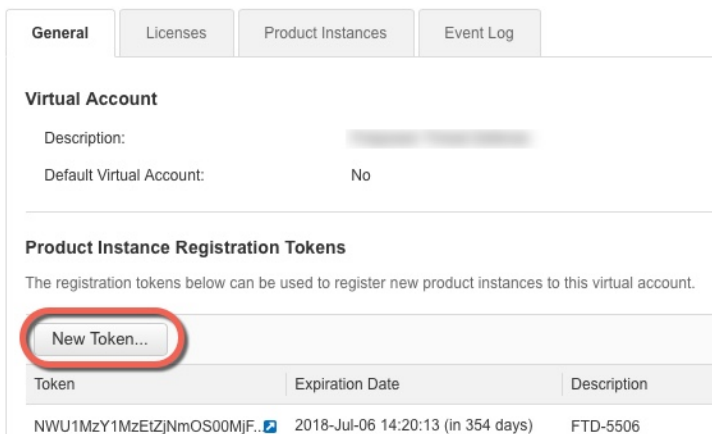 General Licenses Product Instances Event Log
Virtual Account
Description:
Default Virtual Account: No
Product Instance Registration Tokens
The registration tokens below can be used to register new product instances to this virtual account.
New Token...
Token Expiration Date Description
NWU1MzY1MzEtZjNmOS00MjF... 2018-Jul-06 14:20:13 (in 354 days) FTD-5506